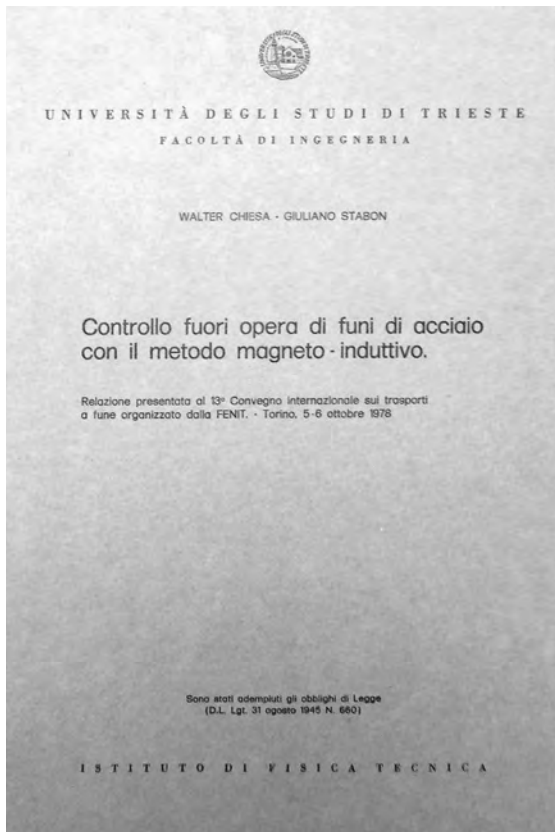 UNIVERSITÀ DEGLI STUDI DI TRIESTE
FACOLTÀ DI INGEGNERIA
WALTER CHIESA - GIULIANO STABON
Controllo fuori opera di funi di acciaio
con il metodo magneto - induttivo.
Relazione presentata al 13° Convegno internazionale sui trasporti
a fune organizzato dalla FENIT. - Torino, 5-6 ottobre 1978
Sono stati adempiuti gli obblighi di Legge
(D.L. Lgt. 31 agosto 1945 N. 660)
ISTITUTO DI FISICA TECNICA